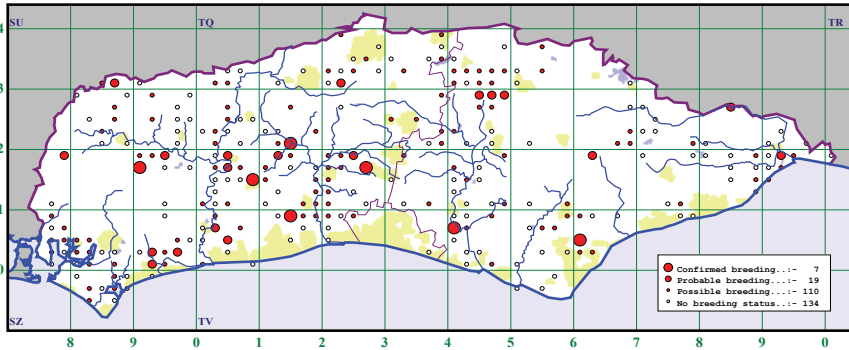 SU TQ TR
4
3
2
1
0
Confirmed breeding..:- 7
Probable breeding...:- 19
Possible breeding...:- 110
No breeding status..:- 134
SZ TV
8 9 0 1 2 3 4 5 6 7 8 9 0